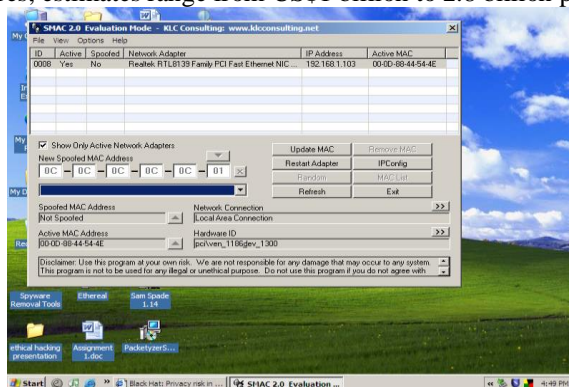 SMAC 2.0 Evaluation Mode - KLC Consulting: www.klcconsulting.net
File View Options Help
ID Active Spoofed Network Adapter IP Address Active MAC
0008 Yes No Realtek RTL8139 Family PCI Fast Ethernet NIC ... 192.168.1.103 00-0D-88-44-54-4E
Show Only Active Network Adapters
New Spoofed MAC Address
0C - 0C - 0C - 0C - 0C - 01
Update MAC Remove MAC
Restart Adapter IPConfig
Random MAC List
Refresh Exit
Spoofed MAC Address
Not Spoofed
Network Connection
Local Area Connection
Active MAC Address
00-0D-88-44-54-4E
Hardware ID
pci\ven_1186&dev_1300
Disclaimer: Use this program at your own risk. We are not responsible for any damage that may occur to any system.
This program is not to be used for any illegal or unethical purpose. Do not use this program if you do not agree with
Spyware Removal Tools
Ethereal
Sam Spade 1.14
ethical hacking presentation
Assignment 1.doc
PacketyzerS...
Start Black Hat: Privacy risk in ... SMAC 2.0 Evaluation ... 4:49 PM